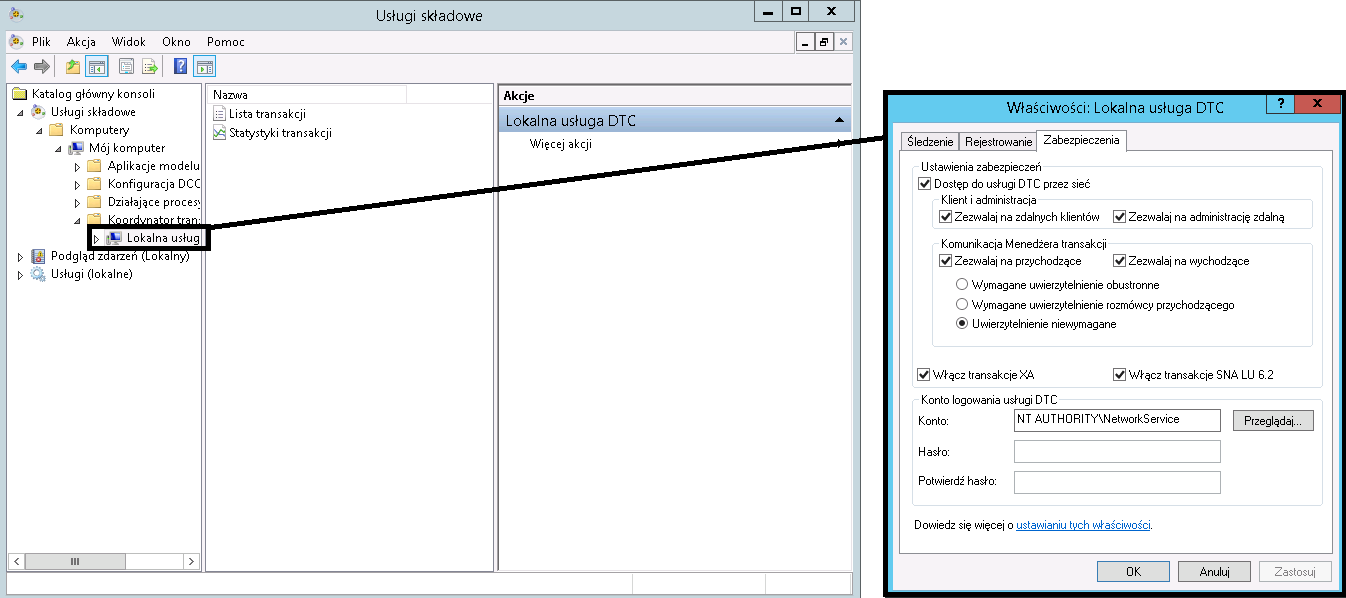 Usługi składowe
Plik Akcja Widok Okno Pomoc
Katalog główny konsoli
Usługi składowe
Komputery
Mój komputer
Aplikacje modelu
Konfiguracja DCC
Działające procesy
Koordynator tran
Lokalna usług
Podgląd zdarzeń (Lokalny)
Usługi (lokalne)
Nazwa
Lista transakcji
Statystyki transakcji
Akcje
Lokalna usługa DTC
Więcej akcji
Właściwości: Lokalna usługa DTC
Śledzenie Rejestrowanie Zabezpieczenia
Ustawienia zabezpieczeń
Dostęp do usługi DTC przez sieć
Klient i administracja
Zezwalaj na zdalnych klientów Zezwalaj na administrację zdalną
Komunikacja Menedżera transakcji
Zezwalaj na przychodzące Zezwalaj na wychodzące
Wymagane uwierzytelnienie obustronne
Wymagane uwierzytelnienie rozmówcy przychodzącego
Uwierzytelnienie niewymagane
Włącz transakcje XA Włącz transakcje SNA LU 6.2
Konto logowania usługi DTC
Konto: NT AUTHORITY\NetworkService Przeglądaj...
Hasło:
Potwierdź hasło:
Dowiedz się więcej o ustawianiu tych właściwości.
OK Anuluj Zastosuj